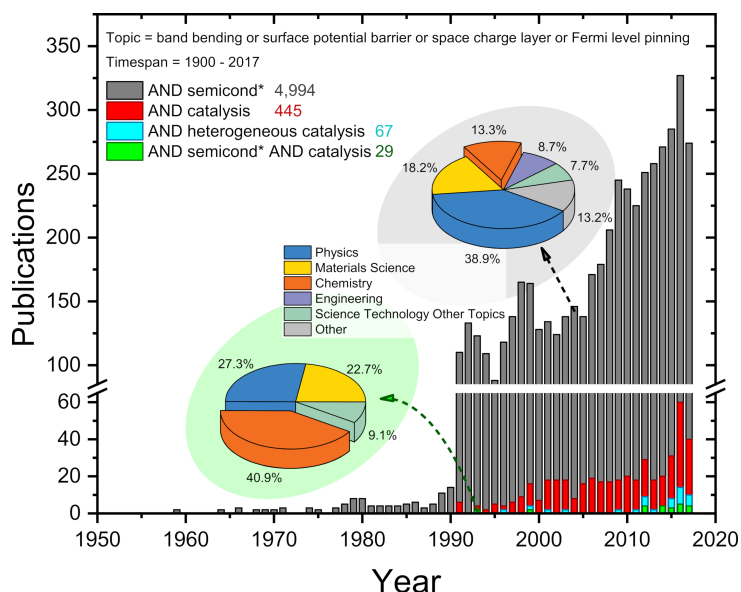 Topic = band bending or surface potential barrier or space charge layer or Fermi level pinning
Timespan = 1900 - 2017
AND semicond* 4,994
AND catalysis 445
AND heterogeneous catalysis 67
AND semicond* AND catalysis 29
13.3%
8.7%
18.2%
7.7%
13.2%
38.9%
Physics
Materials Science
Chemistry
Engineering
Science Technology Other Topics
Other
27.3%
22.7%
9.1%
40.9%
Publications
350
300
250
200
150
100
60
40
20
0
1950
1960
1970
1980
1990
2000
2010
2020
Year